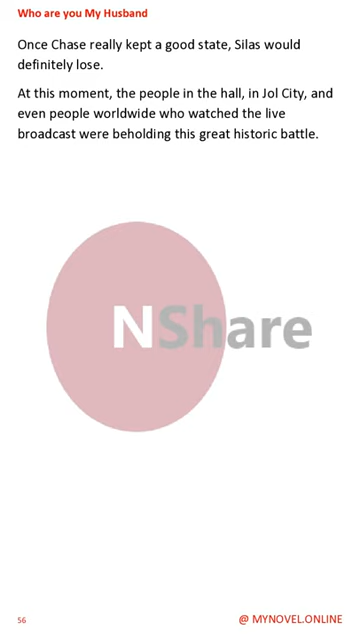 Who are you My Husband
Once Chase really kept a good state, Silas would
definitely lose.
At this moment, the people in the hall, in Jol City, and
even people worldwide who watched the live
broadcast were beholding this great historic battle.
NShare
56
@ MYNOVEL.ONLINE